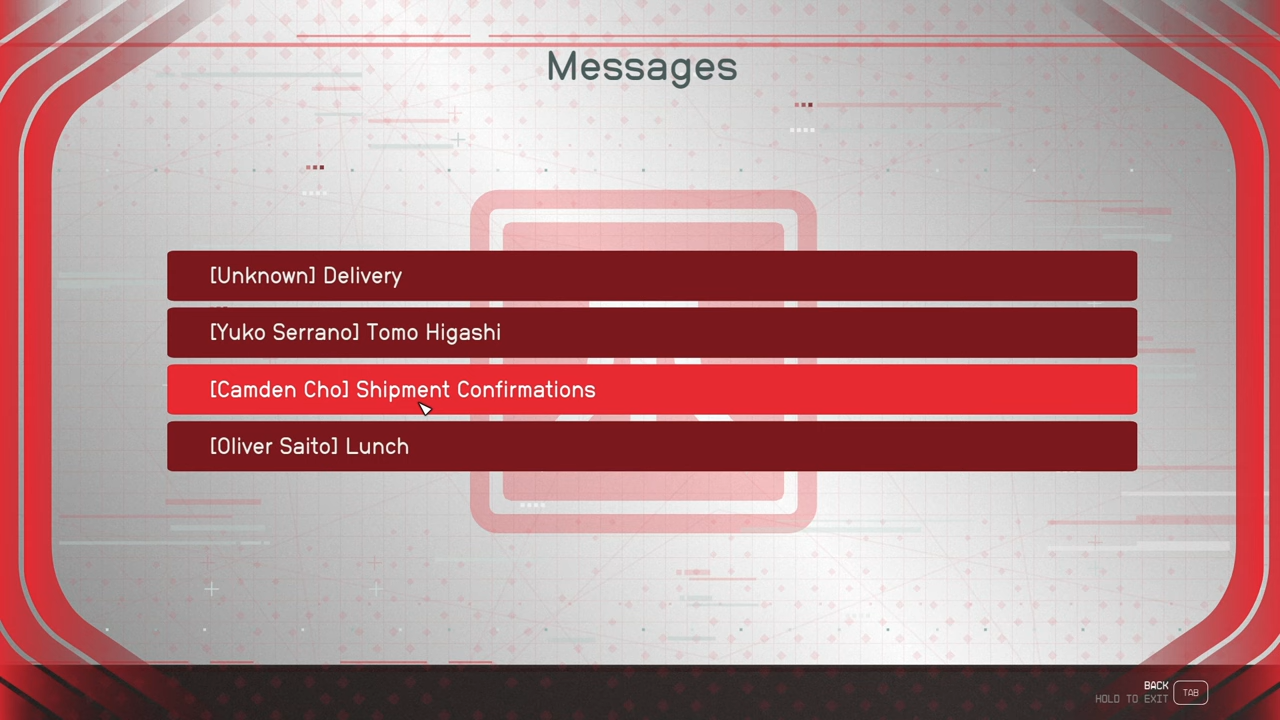 Messages
[Unknown] Delivery
[Yuko Serrano] Tomo Higashi
[Camden Cho] Shipment Confirmations
[Oliver Saito] Lunch
BACK
HOLD TO EXIT
TAB